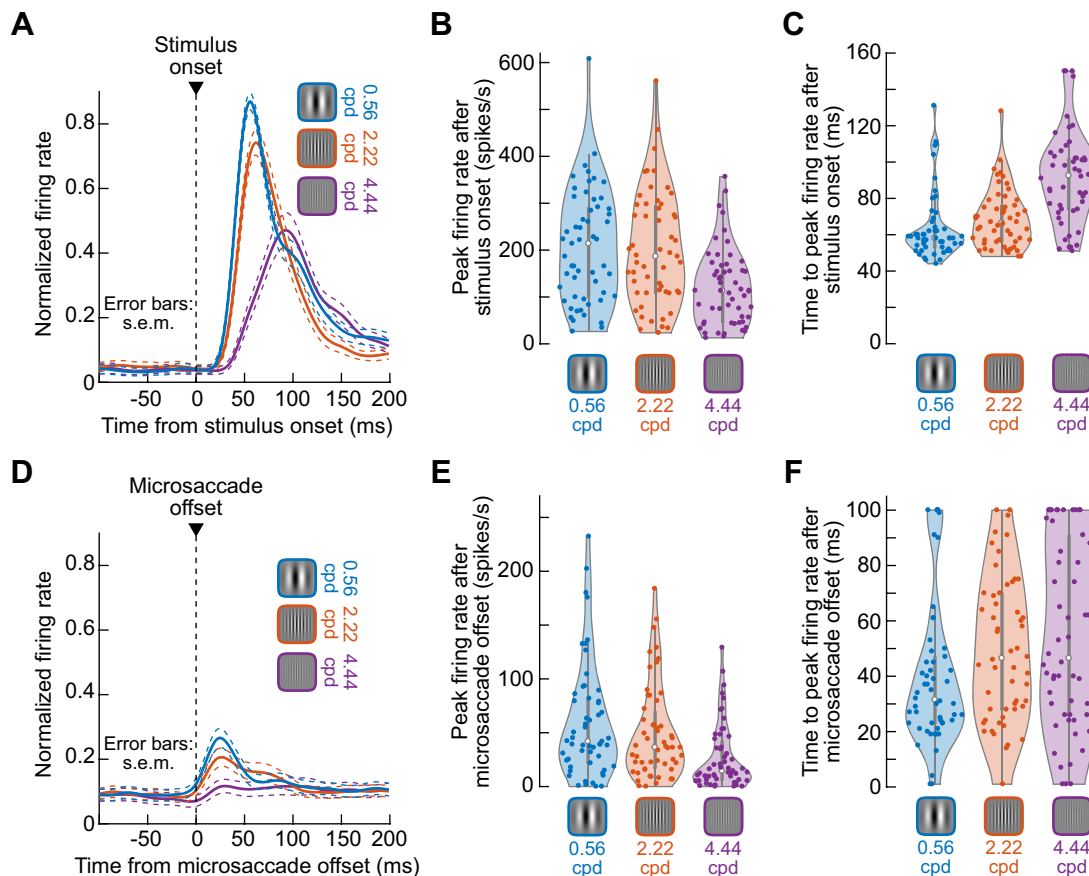 A
Stimulus
onset
Normalized firing rate
0.8
0.6
0.4
0.2
0
0.56
cpd
2.22
cpd
4.44
cpd
Error bars:
s.e.m.
-50
0
50
100
150
200
Time from stimulus onset (ms)
B
Peak firing rate after
stimulus onset (spikes/s)
600
400
200
0
0.56
cpd
2.22
cpd
4.44
cpd
C
Time to peak firing rate after
stimulus onset (ms)
160
120
80
40
0
0.56
cpd
2.22
cpd
4.44
cpd
D
Microsaccade
offset
Normalized firing rate
0.8
0.6
0.4
0.2
0
0.56
cpd
2.22
cpd
4.44
cpd
Error bars:
s.e.m.
-50
0
50
100
150
200
Time from microsaccade offset (ms)
E
Peak firing rate after
microsaccade offset (spikes/s)
200
100
0
0.56
cpd
2.22
cpd
4.44
cpd
F
Time to peak firing rate after
microsaccade offset (ms)
100
80
60
40
20
0
0.56
cpd
2.22
cpd
4.44
cpd